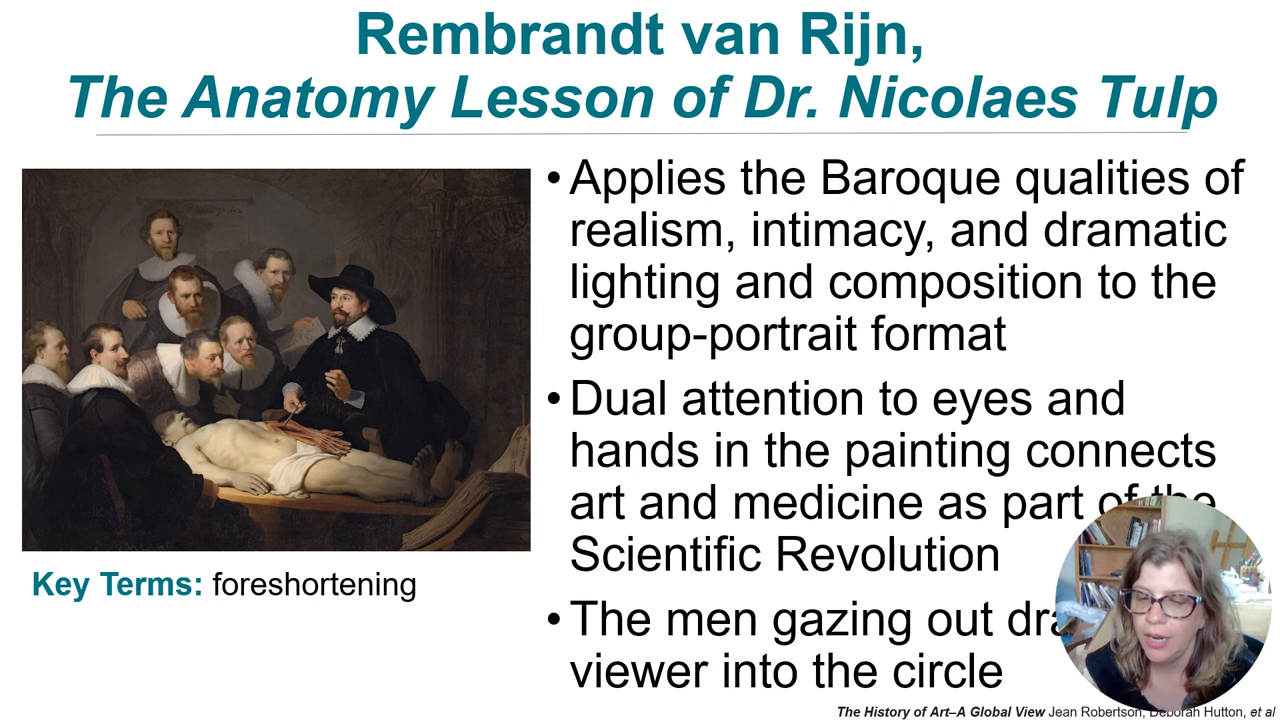 Rembrandt van Rijn,
The Anatomy Lesson of Dr. Nicolaes Tulp
• Applies the Baroque qualities of
realism, intimacy, and dramatic
lighting and composition to the
group-portrait format
• Dual attention to eyes and
hands in the painting connects
art and medicine as part of the
Scientific Revolution
• The men gazing out
viewer into the circle
Key Terms: foreshortening
The History of Art–A Global View Jean Robertson, Deborah Hutton, et al